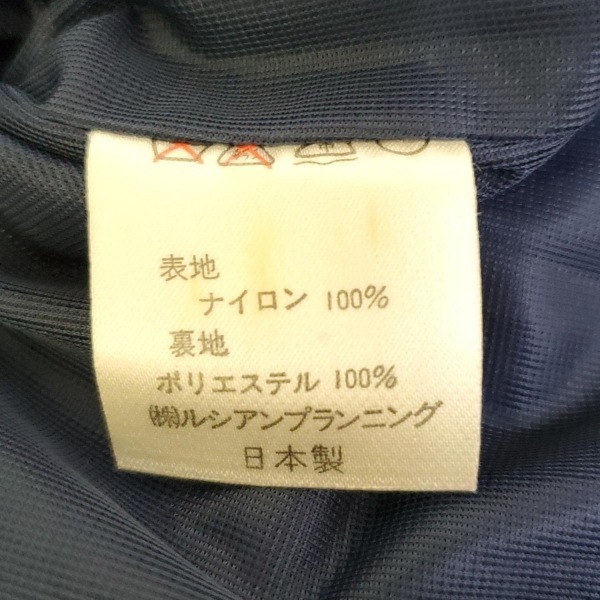 表地
ナイロン 100%
裏地
ポリエステル 100%
㈱ルシアンプランニング
日本製